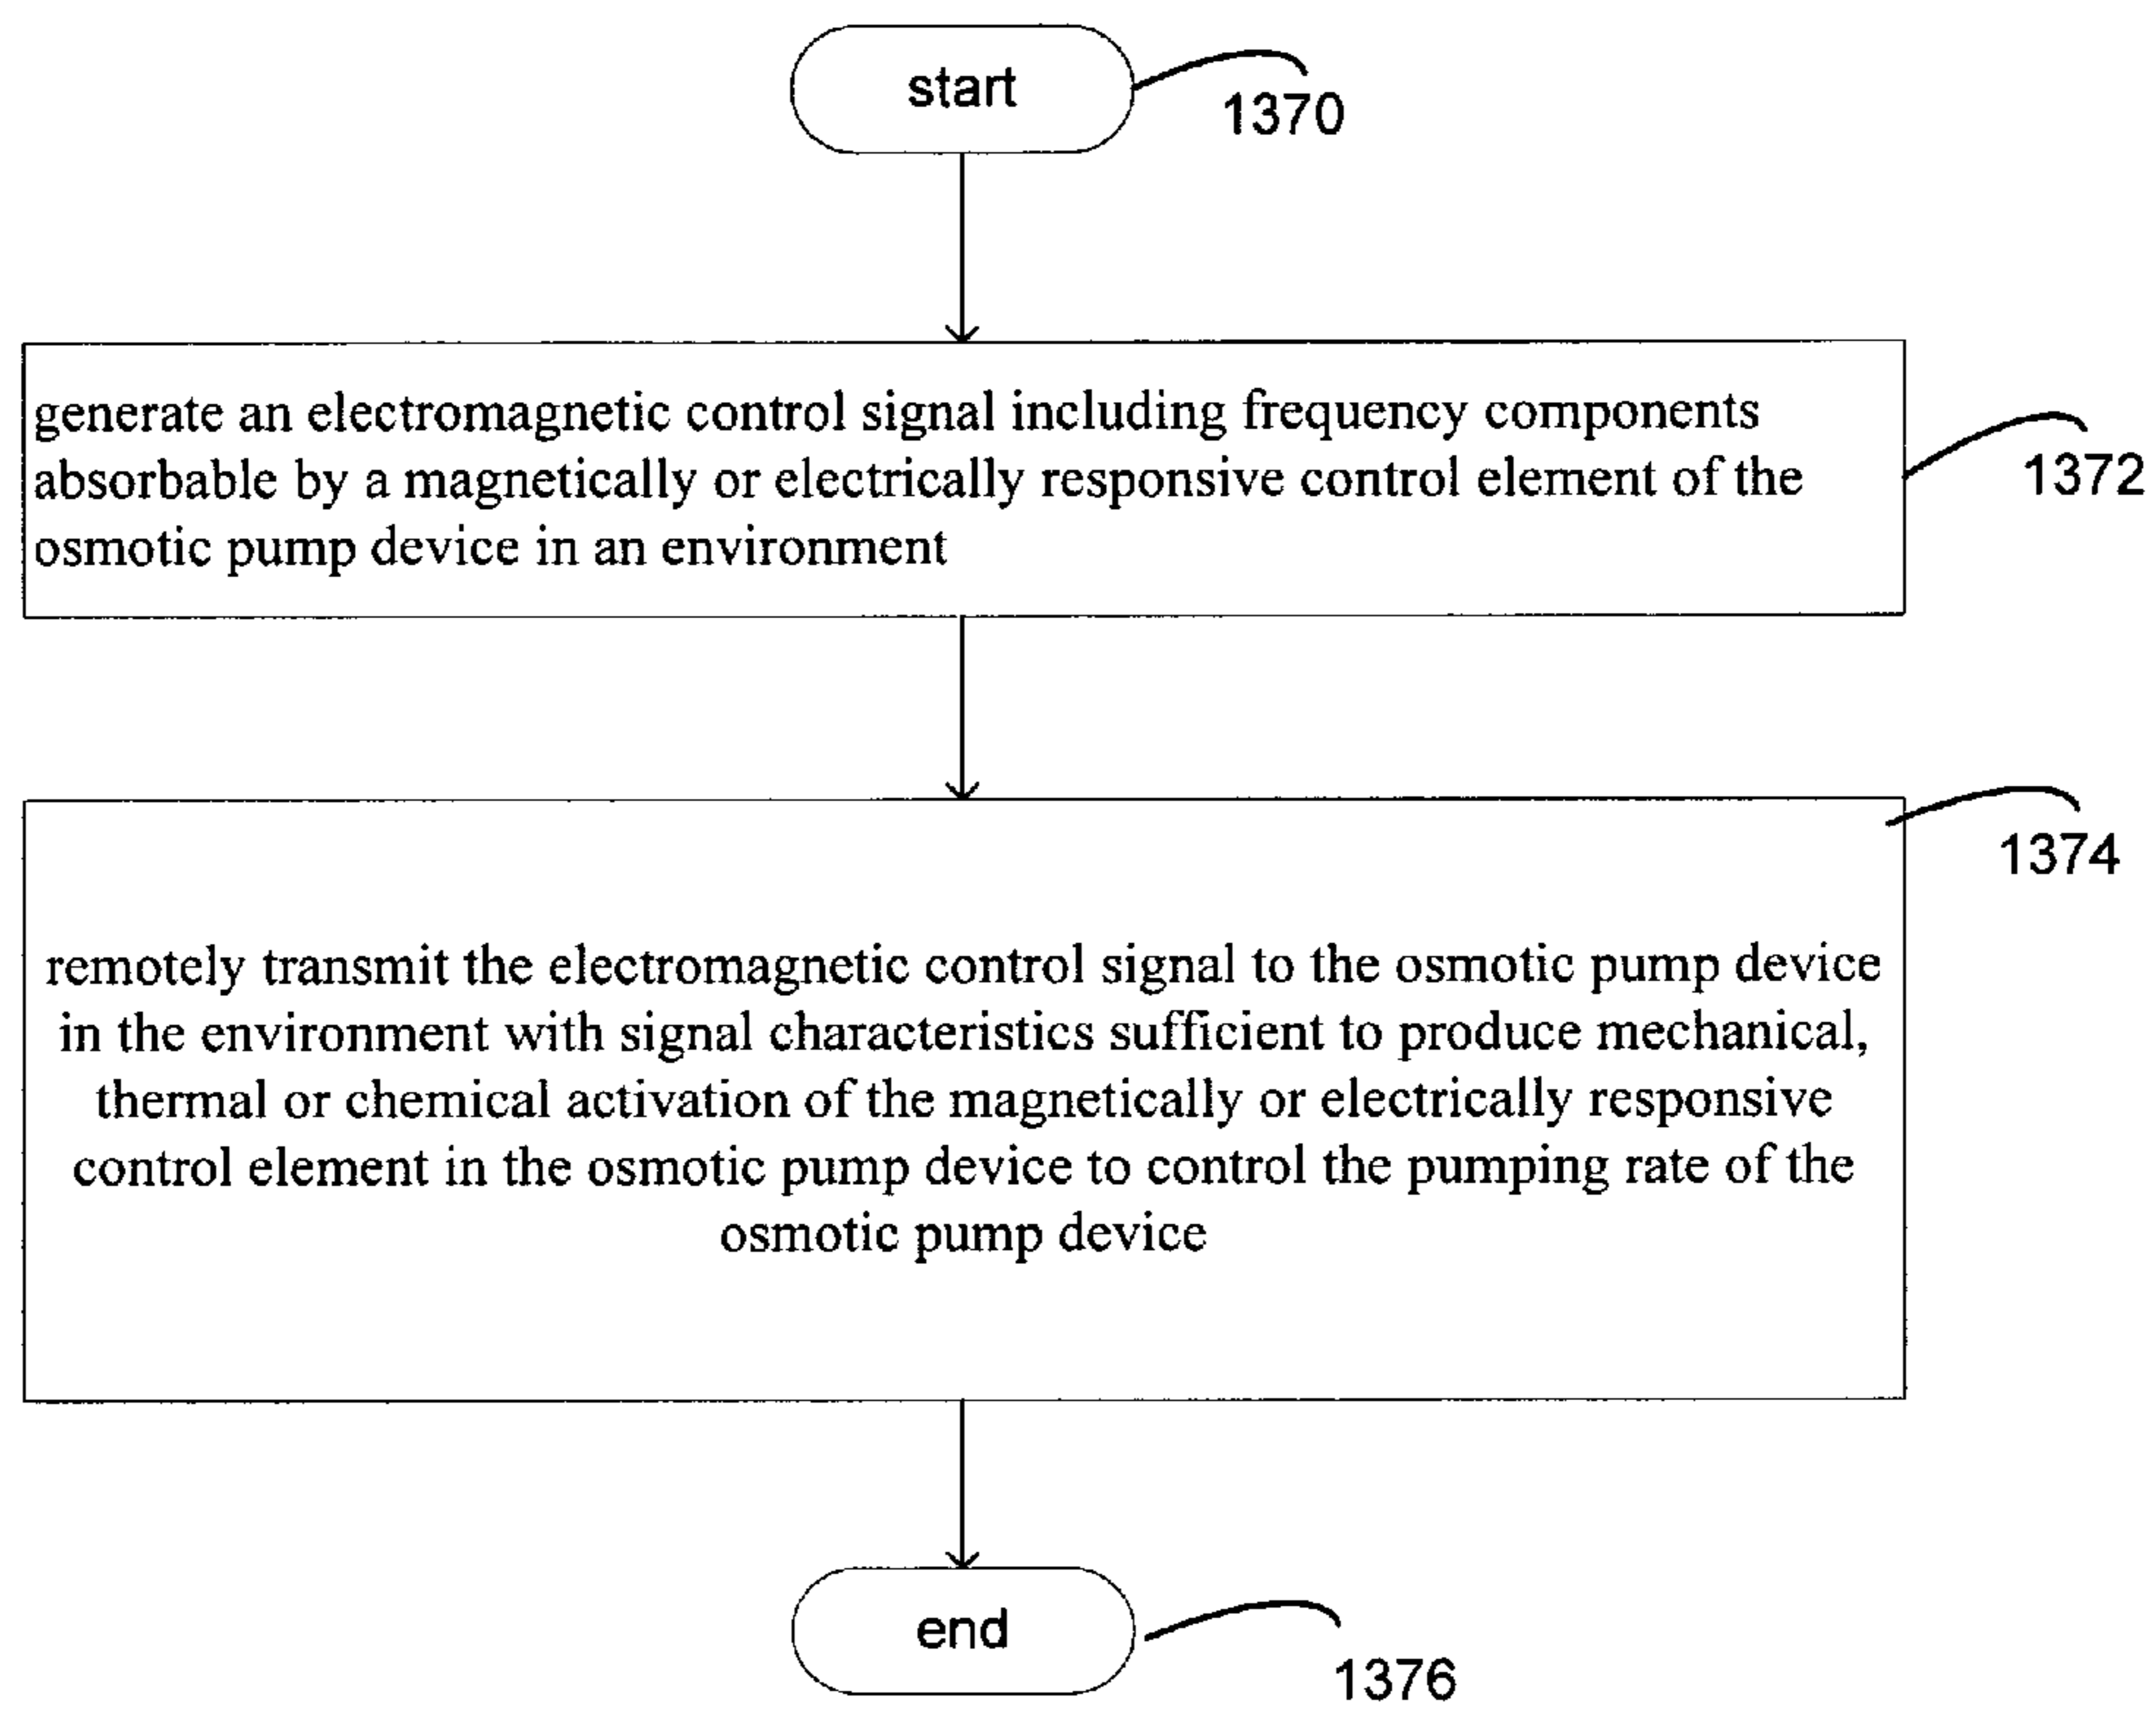 start
1370
generate an electromagnetic control signal including frequency components
absorbable by a magnetically or electrically responsive control element of the
osmotic pump device in an environment
1372
1374
remotely transmit the electromagnetic control signal to the osmotic pump device
in the environment with signal characteristics sufficient to produce mechanical,
thermal or chemical activation of the magnetically or electrically responsive
control element in the osmotic pump device to control the pumping rate of the
osmotic pump device
end
1376